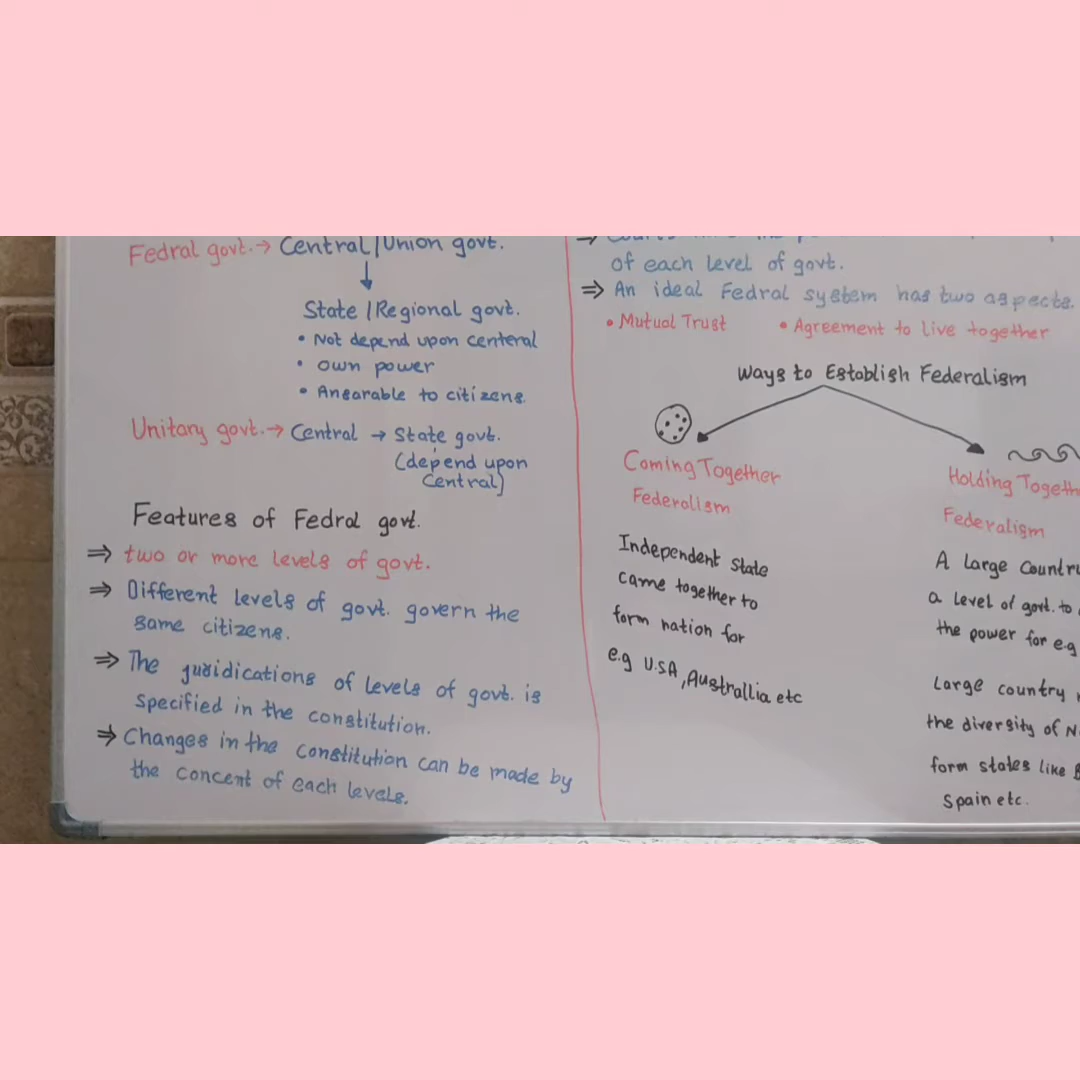 Fedral govt. → Central/Union govt.
↓
State/Regional govt.
• Not depend upon centeral
• own power
• Ansarable to citizens.
Unitary govt. → Central → State govt.
(depend upon
Central)
Features of Fedral govt.
⇒ two or more levels of govt.
⇒ Different levels of govt. govern the
same citizens.
⇒ The juridications of levels of govt. is
specified in the constitution.
⇒ Changes in the constitution can be made by
the concent of each levels.
of each level of govt.
⇒ An ideal Fedral system has two aspects.
• Mutual Trust • Agreement to live together
Ways to Establish Federalism
Coming Together
Federalism
Independent state
came together to
form nation for
e.g U.SA, Australlia etc
Holding Togeth
Federalism
A Large Countr
a level of govt. to
the power for e.g
Large country
the diversity of N
form states like
Spain etc.